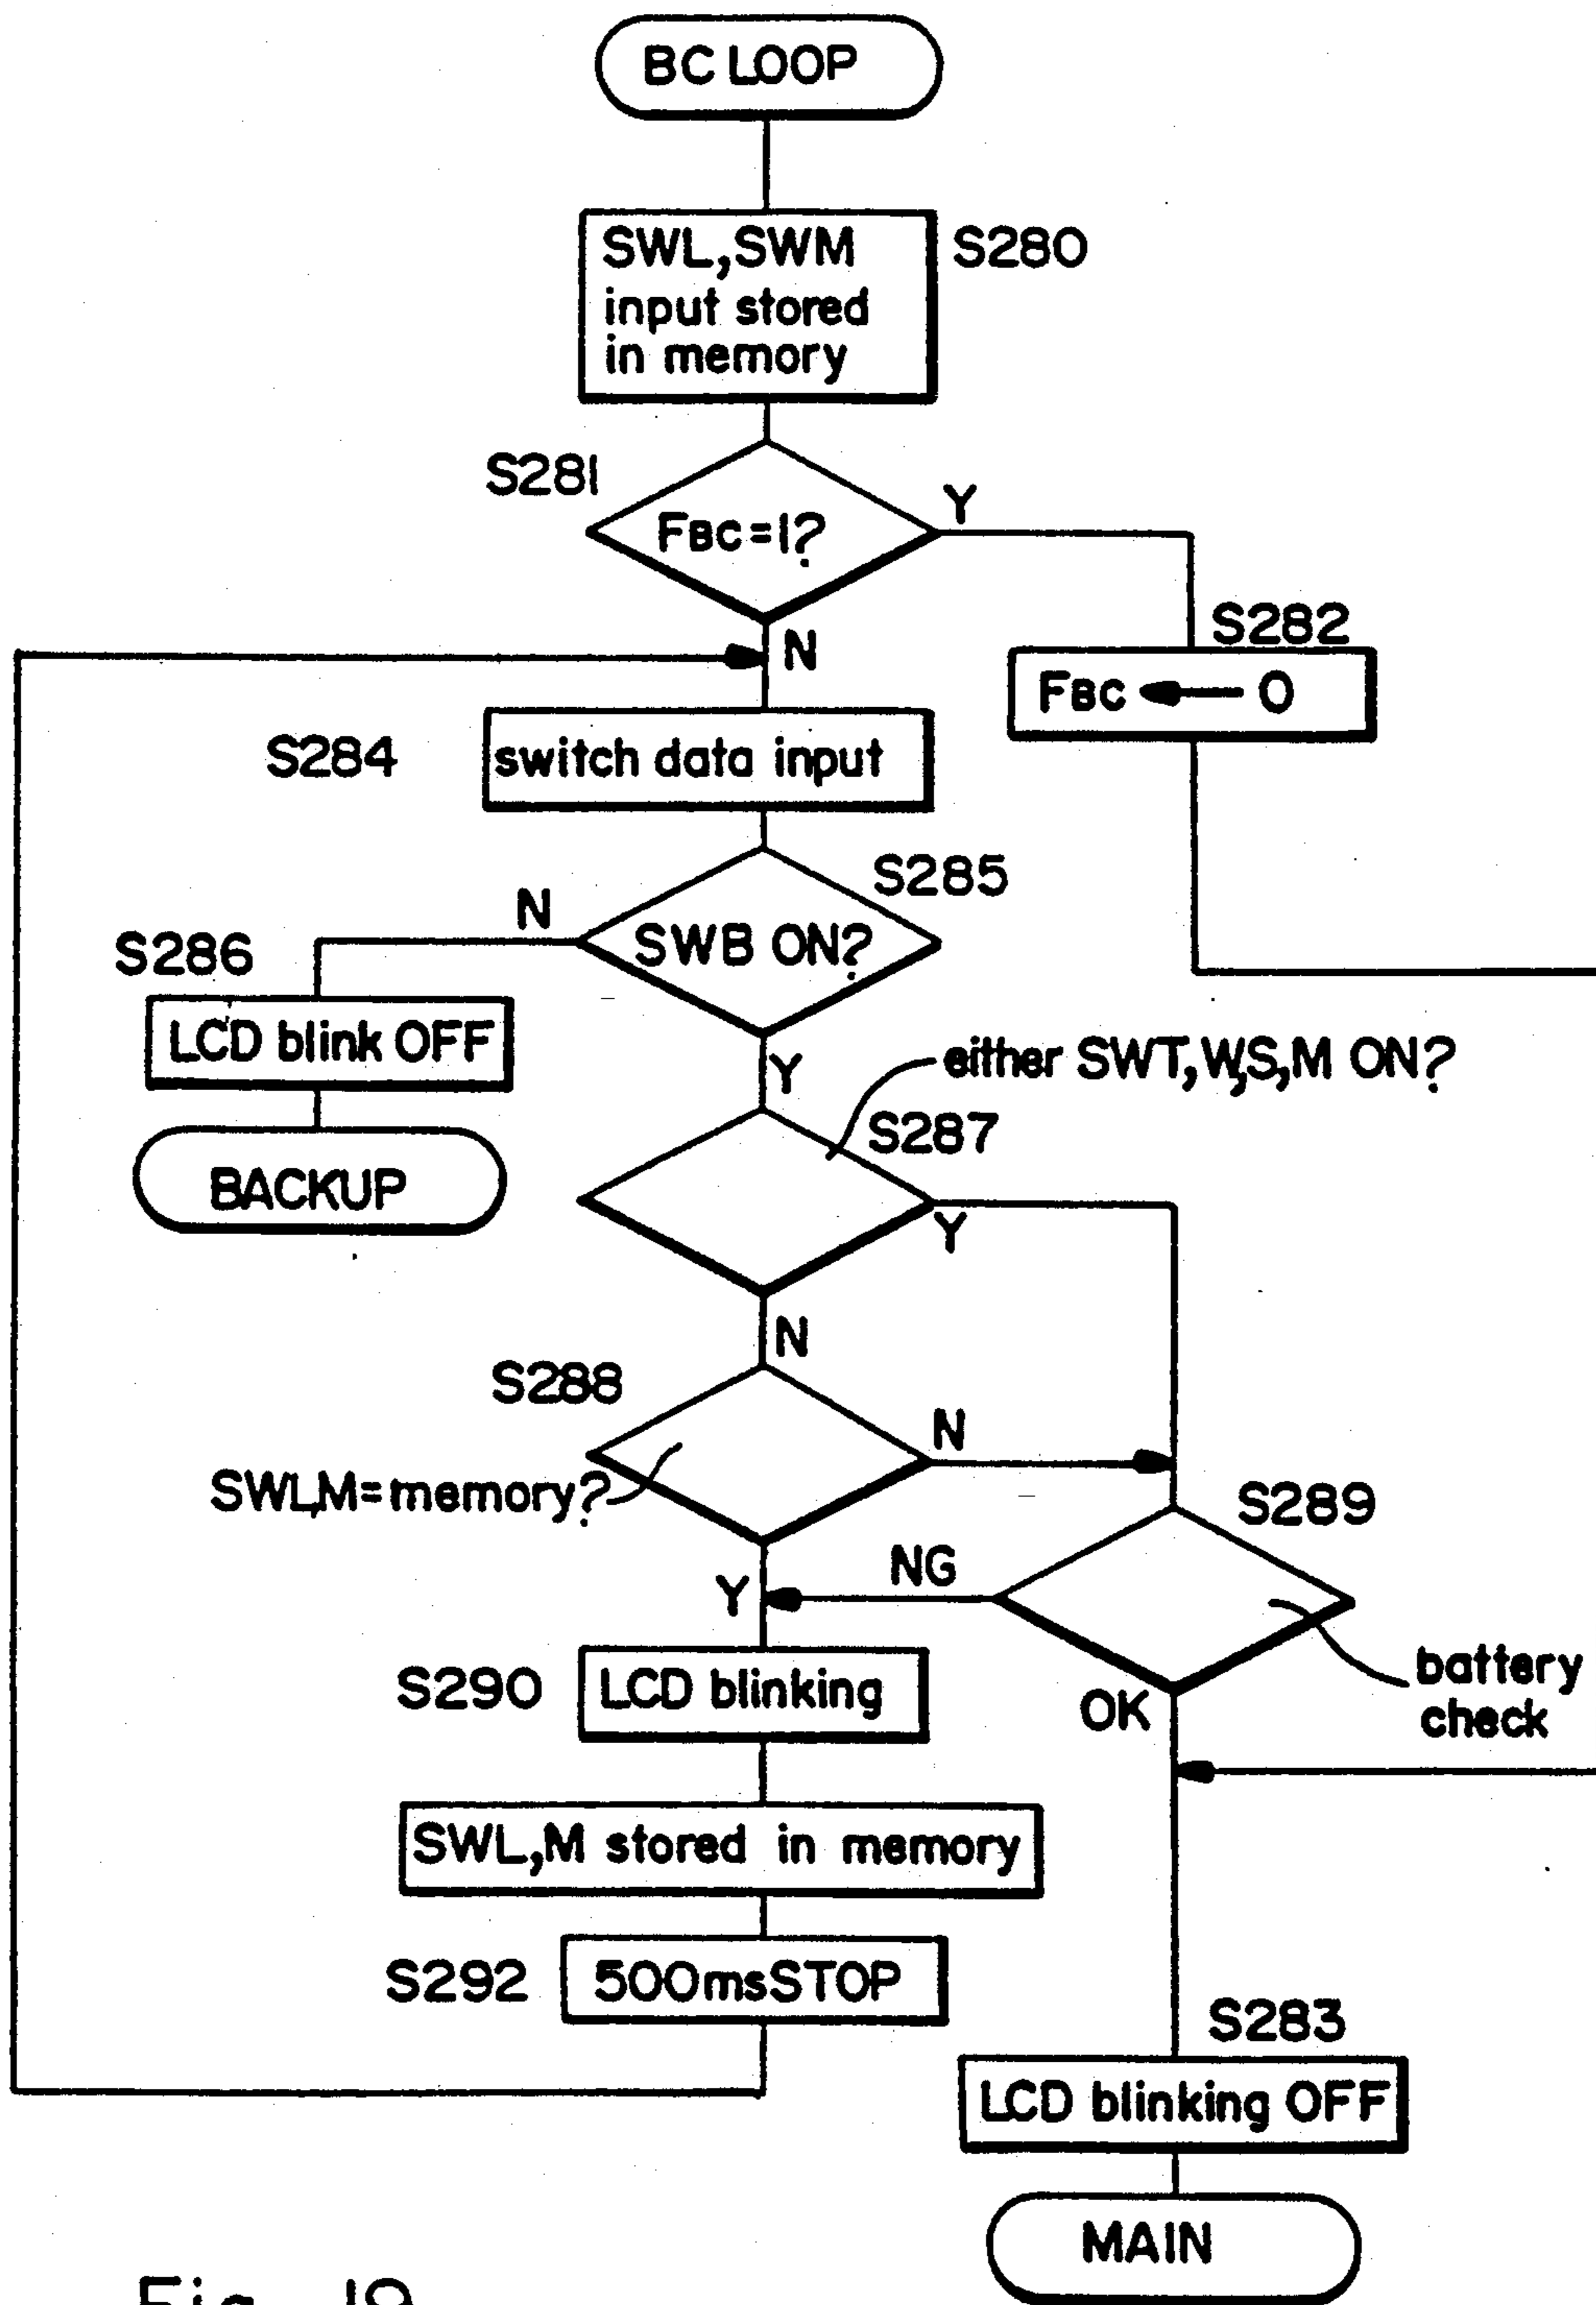 BC LOOP
SWL,SWM
input stored
in memory
S280
S281
FBC=1?
Y
N
S282
FBC ← 0
S284
switch data input
S285
SWB ON?
N
S286
LCD blink OFF
BACKUP
Y
either SWT,W,S,M ON?
S287
Y
N
S288
SWL,M=memory?
N
S289
NG
Y
battery
check
OK
S290
LCD blinking
SWL,M stored in memory
S292
500msSTOP
S283
LCD blinking OFF
MAIN
Fig. 19